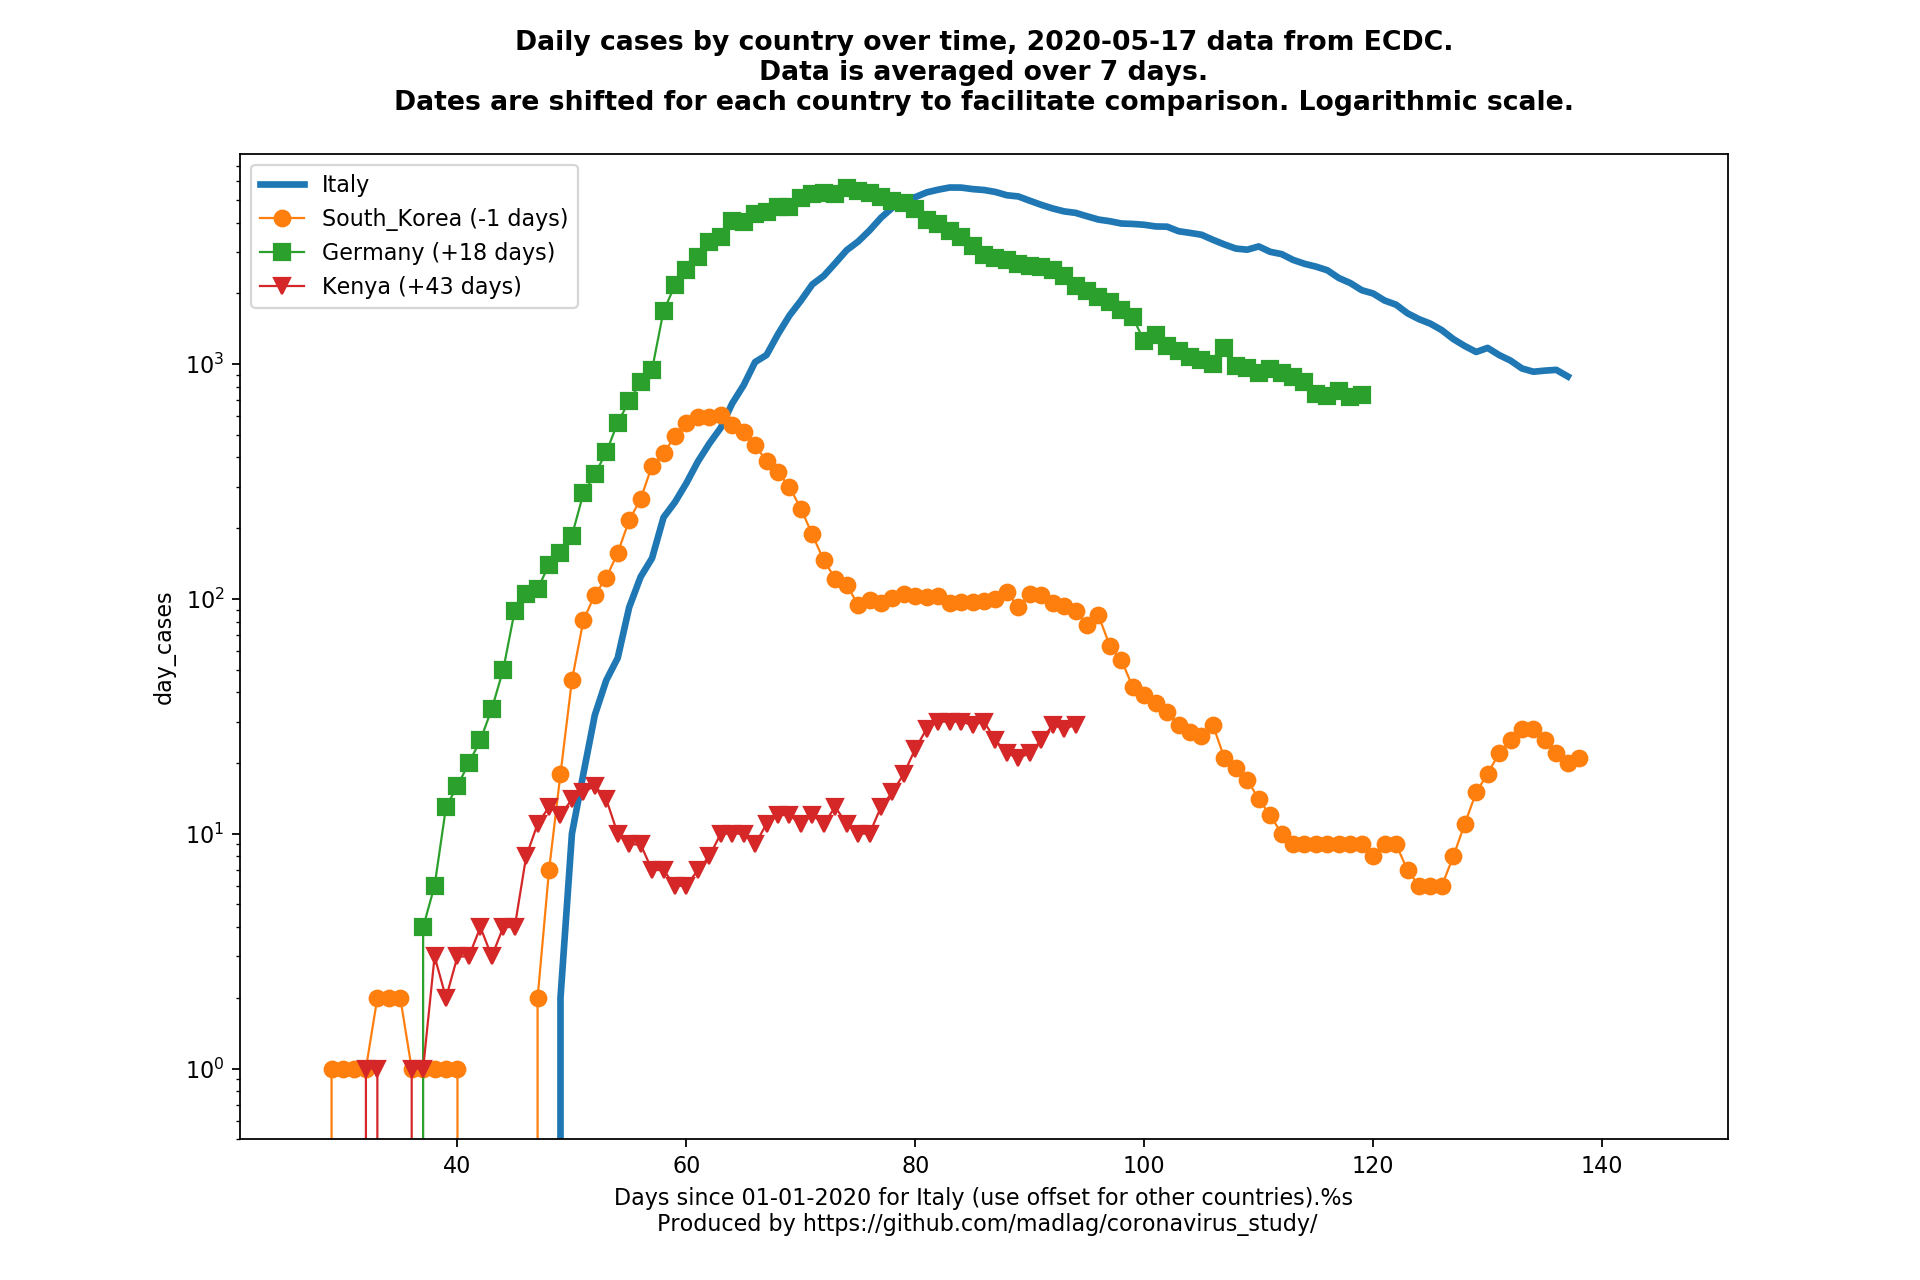 Daily cases by country over time, 2020-05-17 data from ECDC.
Data is averaged over 7 days.
Dates are shifted for each country to facilitate comparison. Logarithmic scale.
Italy
South_Korea (-1 days)
Germany (+18 days)
Kenya (+43 days)
10³
10²
10¹
10⁰
day_cases
40 60 80 100 120 140
Days since 01-01-2020 for Italy (use offset for other countries).%s
Produced by https://github.com/madlag/coronavirus_study/